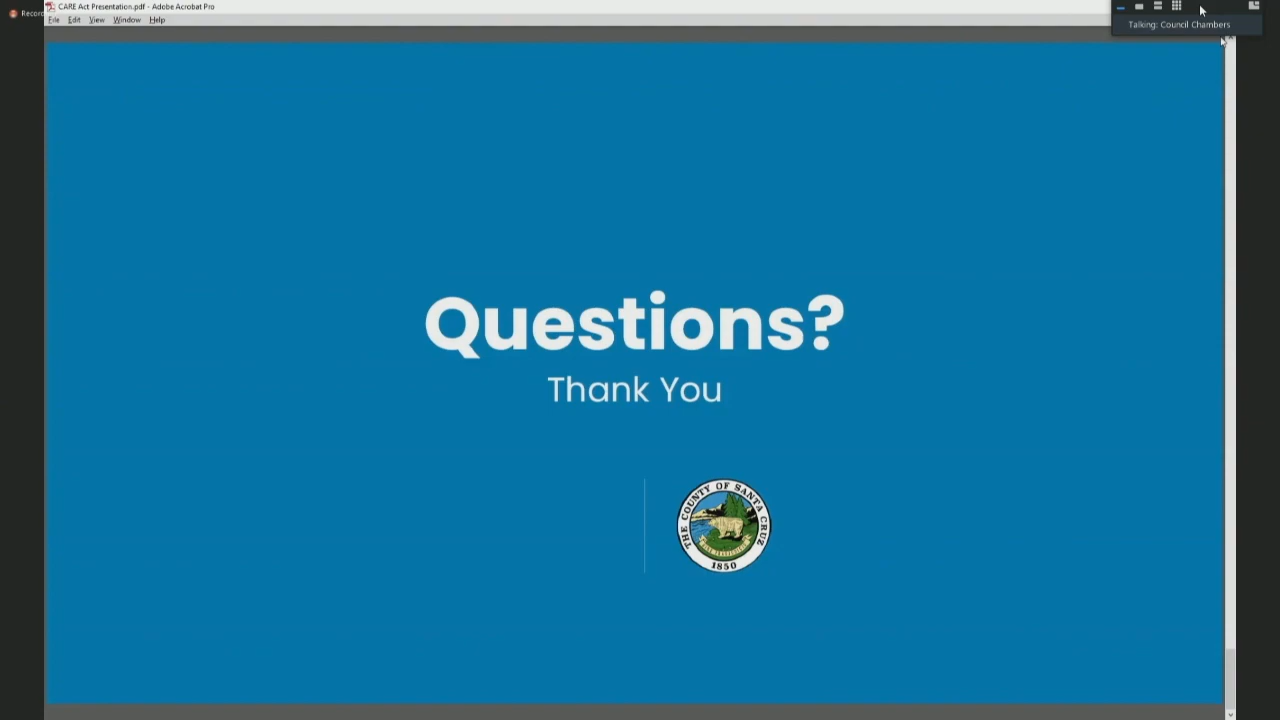 Recor
CARE Act Presentation.pdf - Adobe Acrobat Pro
File Edit View Window Help
Talking: Council Chambers
Questions?
Thank You
THE COUNTY OF SANTA CRUZ
1850